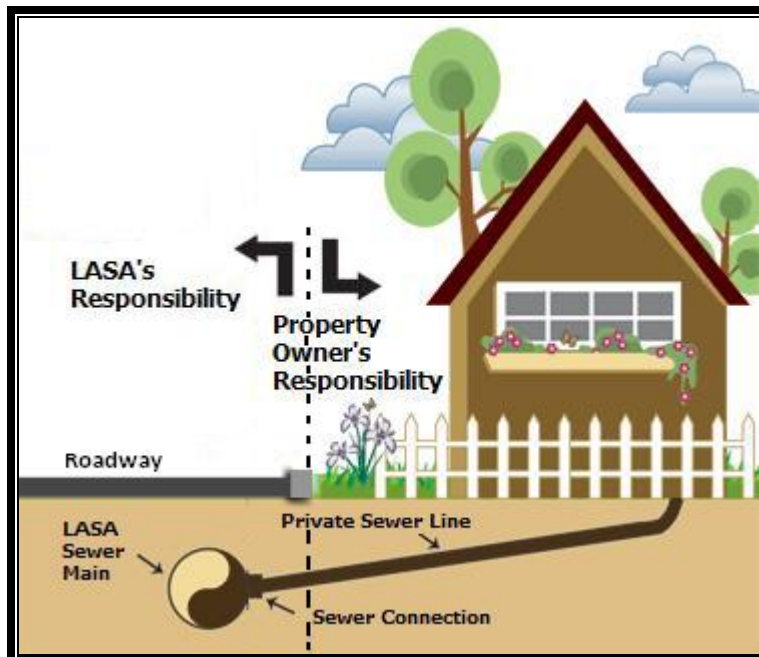 LASA's
Responsibility
Property
Owner's
Responsibility
Roadway
LASA
Sewer
Main
Private Sewer Line
Sewer Connection